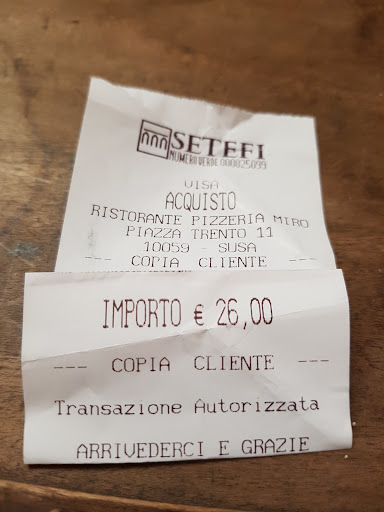 SETEFI
NUMERO VERDE 800825099
VISA
ACQUISTO
RISTORANTE PIZZERIA MIRO
PIAZZA TRENTO 11
10059 - SUSA
--- COPIA CLIENTE ---
IMPORTO € 26,00
--- COPIA CLIENTE ---
Transazione Autorizzata
ARRIVEDERCI E GRAZIE